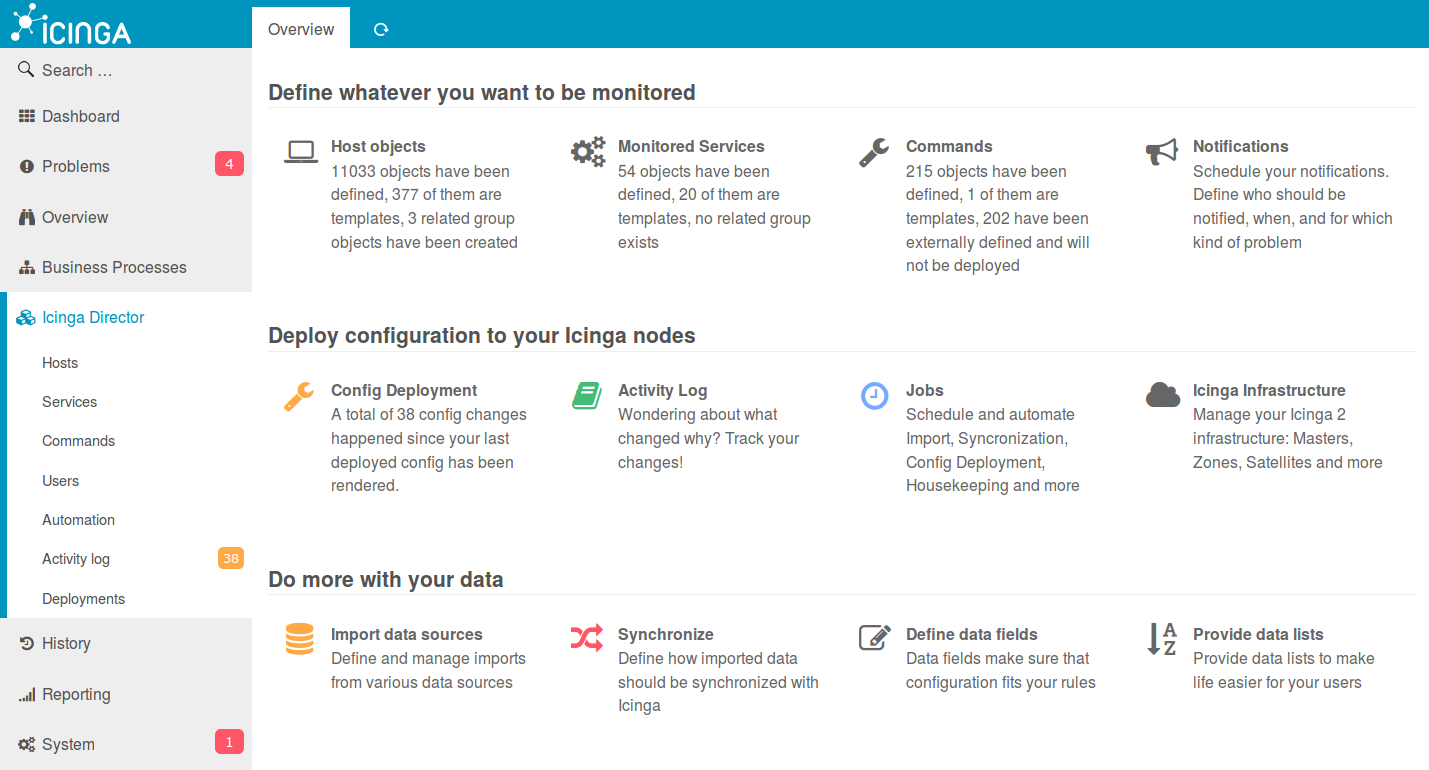 ICINGA
Overview
Search …
Dashboard
Problems 4
Overview
Business Processes
Icinga Director
Hosts
Services
Commands
Users
Automation
Activity log 38
Deployments
History
Reporting
System 1
Define whatever you want to be monitored
Host objects
11033 objects have been
defined, 377 of them are
templates, 3 related group
objects have been created
Monitored Services
54 objects have been
defined, 20 of them are
templates, no related group
exists
Commands
215 objects have been
defined, 1 of them are
templates, 202 have been
externally defined and will
not be deployed
Notifications
Schedule your notifications.
Define who should be
notified, when, and for which
kind of problem
Deploy configuration to your Icinga nodes
Config Deployment
A total of 38 config changes
happened since your last
deployed config has been
rendered.
Activity Log
Wondering about what
changed why? Track your
changes!
Jobs
Schedule and automate
Import, Syncronization,
Config Deployment,
Housekeeping and more
Icinga Infrastructure
Manage your Icinga 2
infrastructure: Masters,
Zones, Satellites and more
Do more with your data
Import data sources
Define and manage imports
from various data sources
Synchronize
Define how imported data
should be synchronized with
Icinga
Define data fields
Data fields make sure that
configuration fits your rules
A
Z
Provide data lists
Provide data lists to make
life easier for your users